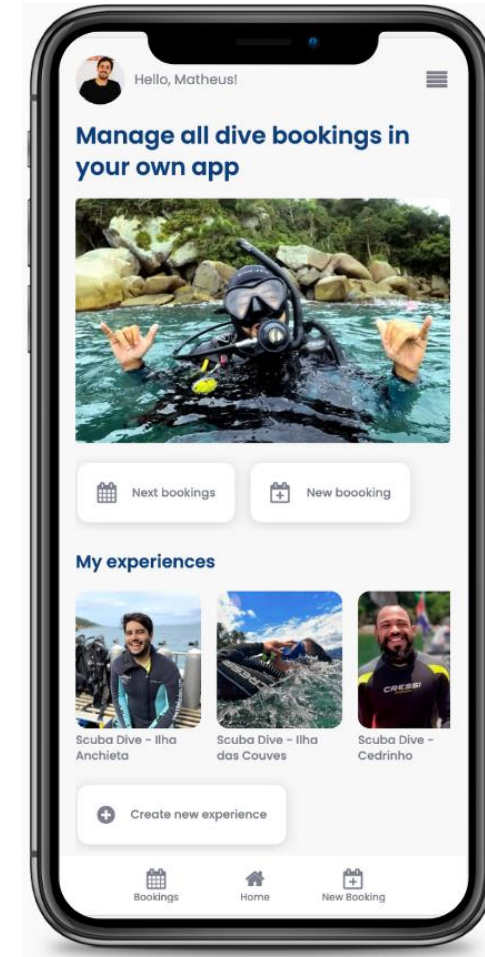 Hello, Matheus!
Manage all dive bookings in
your own app
Next bookings
New boooking
My experiences
CRESSI
CRESSI
Scuba Dive - Ilha
Anchieta
Scuba Dive - Ilha
das Couves
Scuba Dive -
Cedrinho
Create new experience
Bookings
Home
New Booking